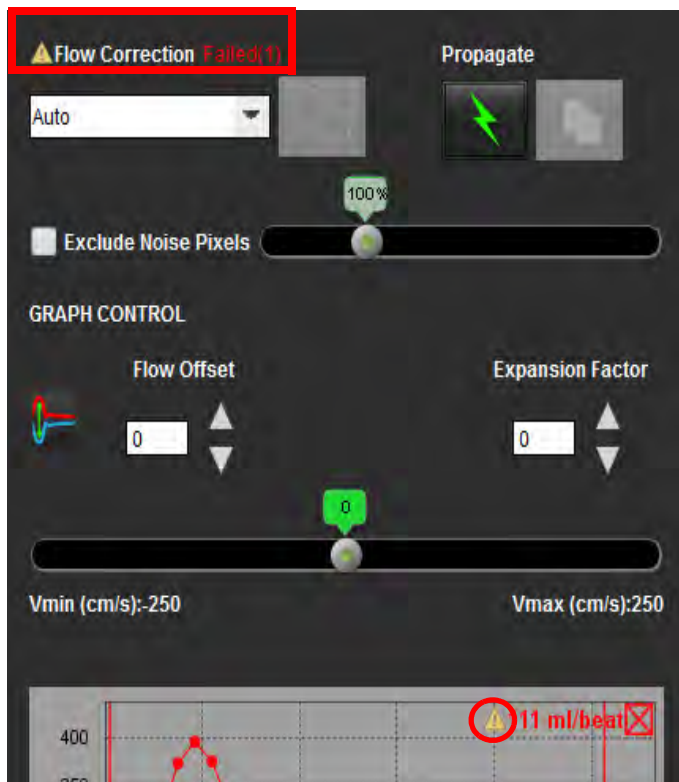 Flow Correction Failed(1)
Propagate
Auto
100%
Exclude Noise Pixels
GRAPH CONTROL
Flow Offset
Expansion Factor
0
0
0
Vmin (cm/s):-250
Vmax (cm/s):250
ml/beat
400